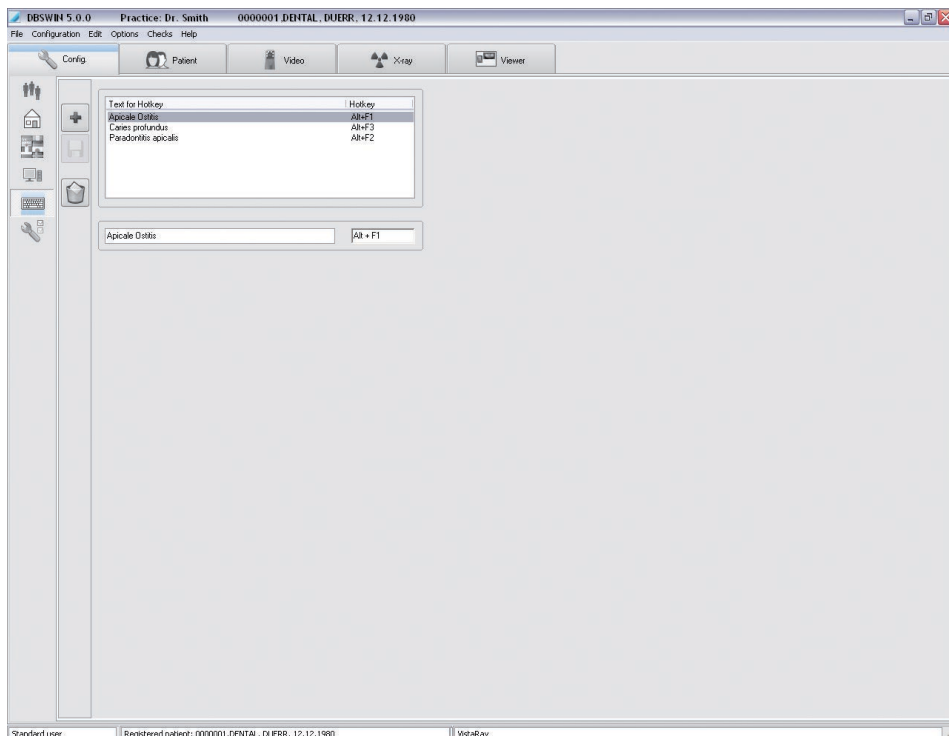 DBSWIN 5.0.0 Practice: Dr. Smith 0000001 ,DENTAL , DUERR , 12.12.1980
File Configuration Edit Options Checks Help
Config. Patient Video X-ray Viewer
Text for Hotkey Hotkey
Apicale Ostitis Alt+F1
Caries profundus Alt+F3
Paradontitis apicalis Alt+F2
Apicale Ostitis Alt + F1
Standard user Registered patient: 0000001,DENTAL, DUERR, 12.12.1980 VistaRay